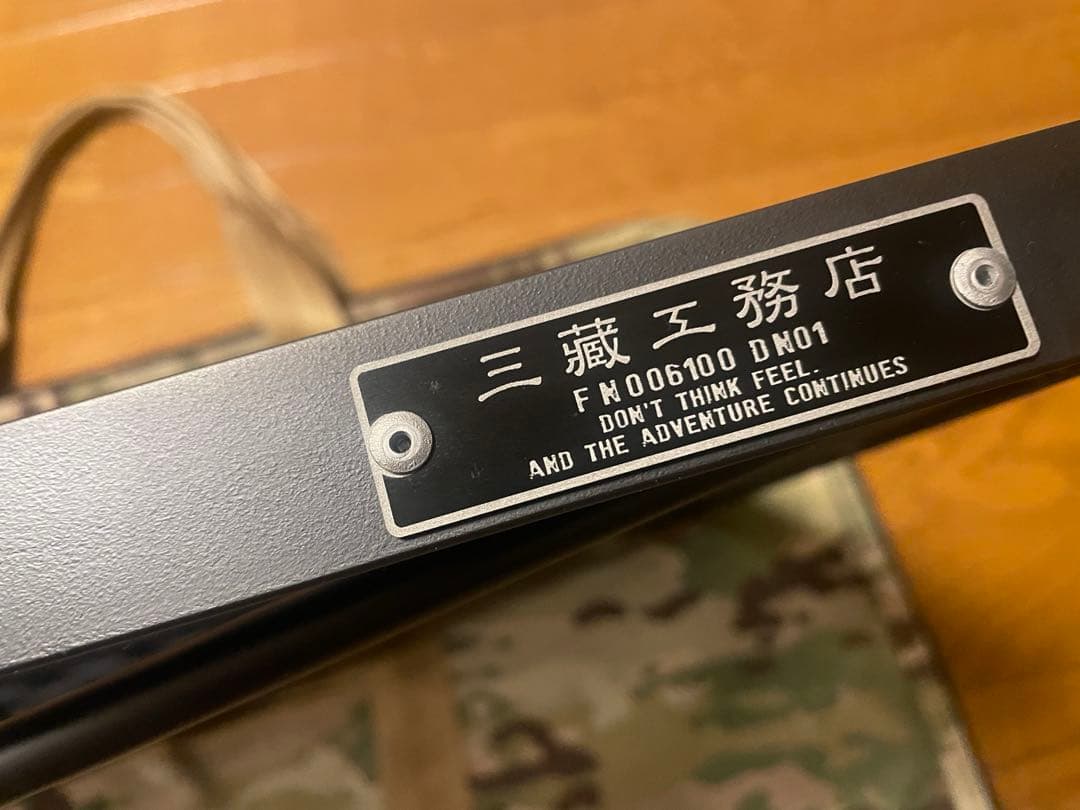 三藏工務店
FN006100 DN01
DON'T THINK FEEL.
AND THE ADVENTURE CONTINUES